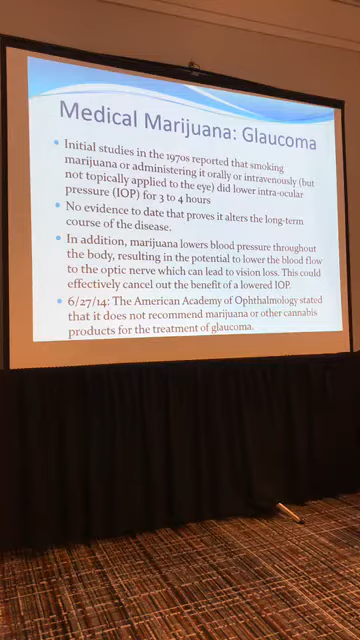 Medical Marijuana: Glaucoma
• Initial studies in the 1970s reported that smoking
marijuana or administering it orally or intravenously (but
not topically applied to the eye) did lower intra-ocular
pressure (IOP) for 3 to 4 hours
• No evidence to date that proves it alters the long-term
course of the disease.
• In addition, marijuana lowers blood pressure throughout
the body, resulting in the potential to lower the blood flow
to the optic nerve which can lead to vision loss. This could
effectively cancel out the benefit of a lowered IOP.
• 6/27/14: The American Academy of Ophthalmology stated
that it does not recommend marijuana or other cannabis
products for the treatment of glaucoma.